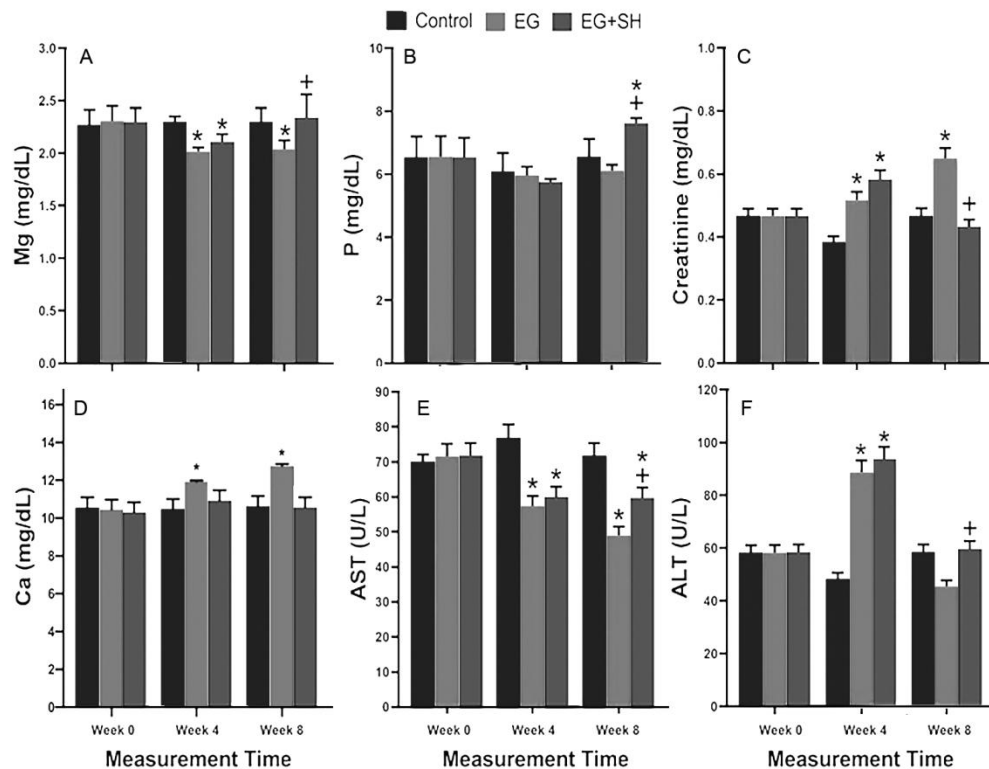 Control EG EG+SH
A
Mg (mg/dL)
3.0
2.5
2.0
1.5
1.0
0.5
0.0
* * * +
B
P (mg/dL)
10
8
6
4
2
0
*
+
C
Creatinine (mg/dL)
1.0
0.8
0.6
0.4
0.2
0.0
* * * +
D
Ca (mg/dL)
16
14
12
10
8
6
4
2
0
* *
Week 0 Week 4 Week 8
Measurement Time
E
AST (U/L)
90
80
70
60
50
40
30
20
10
0
* * * *
+
Week 0 Week 4 Week 8
Measurement Time
F
ALT (U/L)
120
100
80
60
40
20
0
* * +
Week 0 Week 4 Week 8
Measurement Time